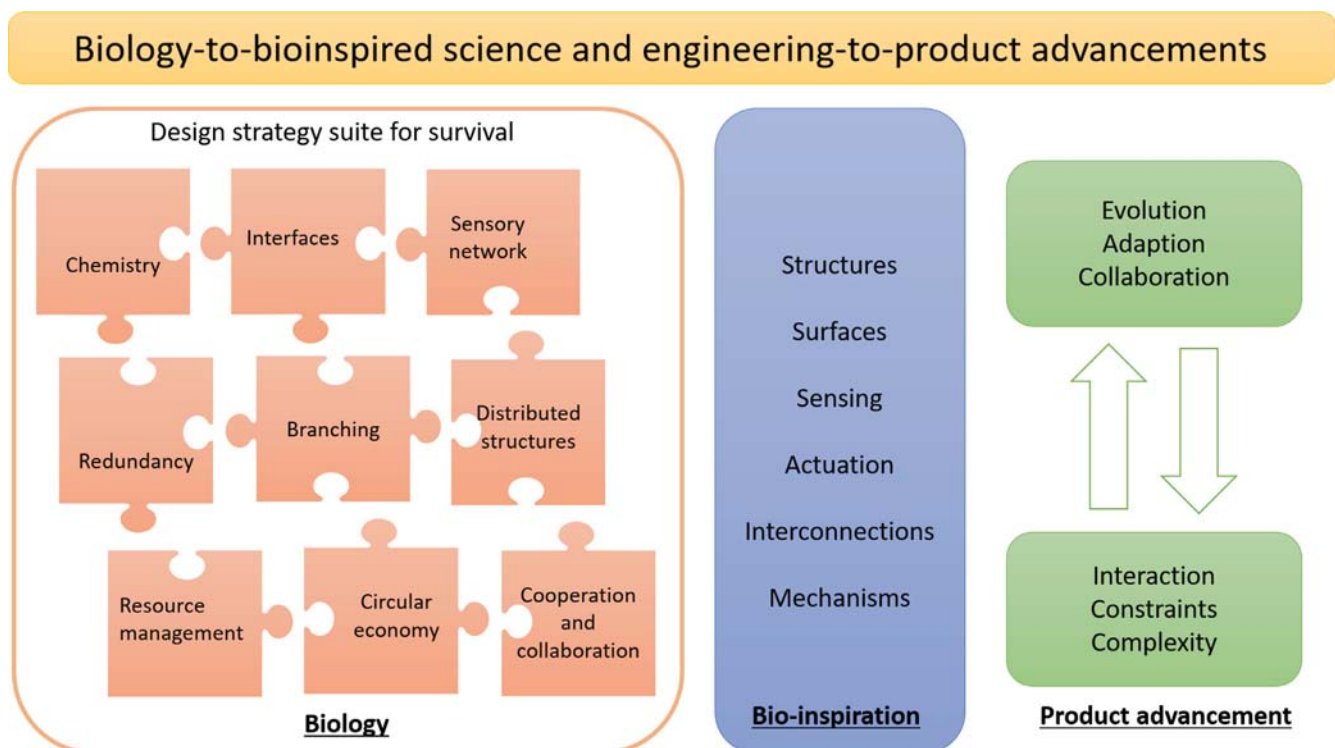 Biology-to-bioinspired science and engineering-to-product advancements
Design strategy suite for survival
Chemistry
Interfaces
Sensory
network
Redundancy
Branching
Distributed
structures
Resource
management
Circular
economy
Cooperation
and
collaboration
Biology
Structures
Surfaces
Sensing
Actuation
Interconnections
Mechanisms
Bio-inspiration
Evolution
Adaption
Collaboration
Interaction
Constraints
Complexity
Product advancement